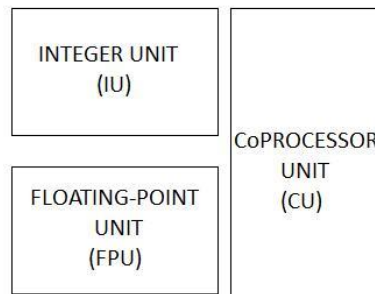 INTEGER UNIT
(IU)
FLOATING-POINT
UNIT
(FPU)
CoPROCESSOR
UNIT
(CU)